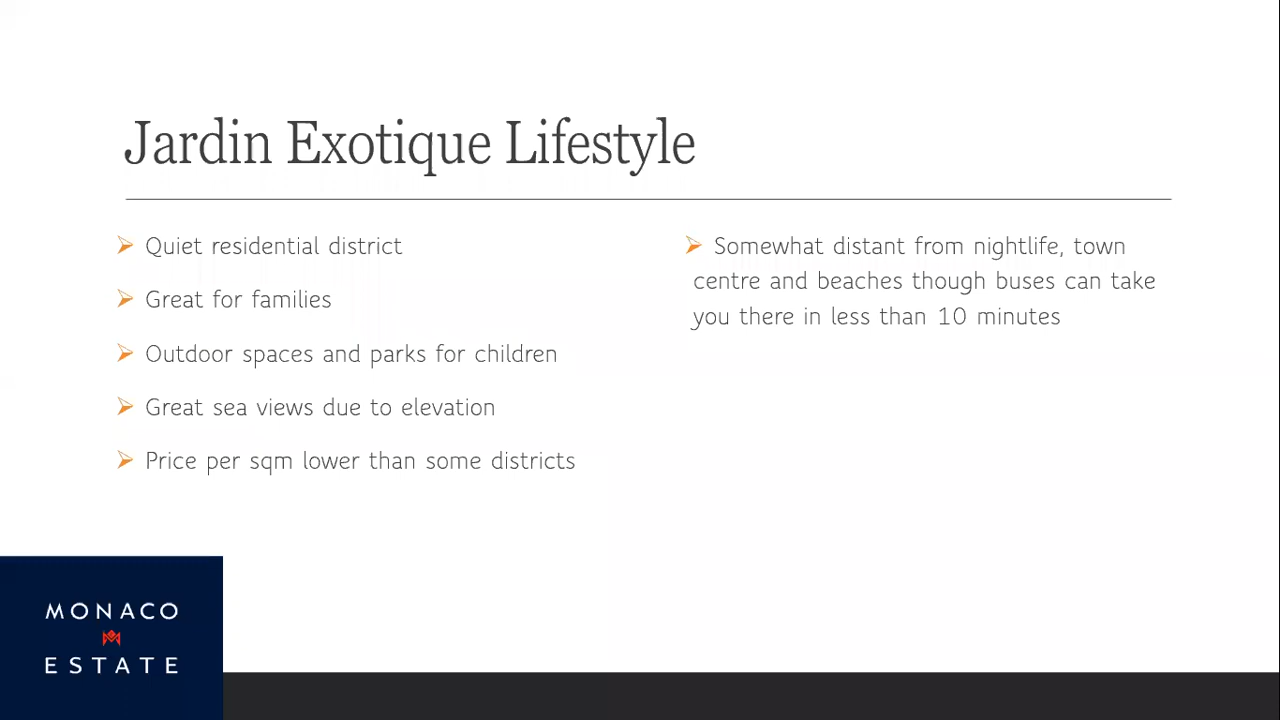 Jardin Exotique Lifestyle
Quiet residential district
Great for families
Outdoor spaces and parks for children
Great sea views due to elevation
Price per sqm lower than some districts
Somewhat distant from nightlife, town
centre and beaches though buses can take
you there in less than 10 minutes
MONACO
ESTATE